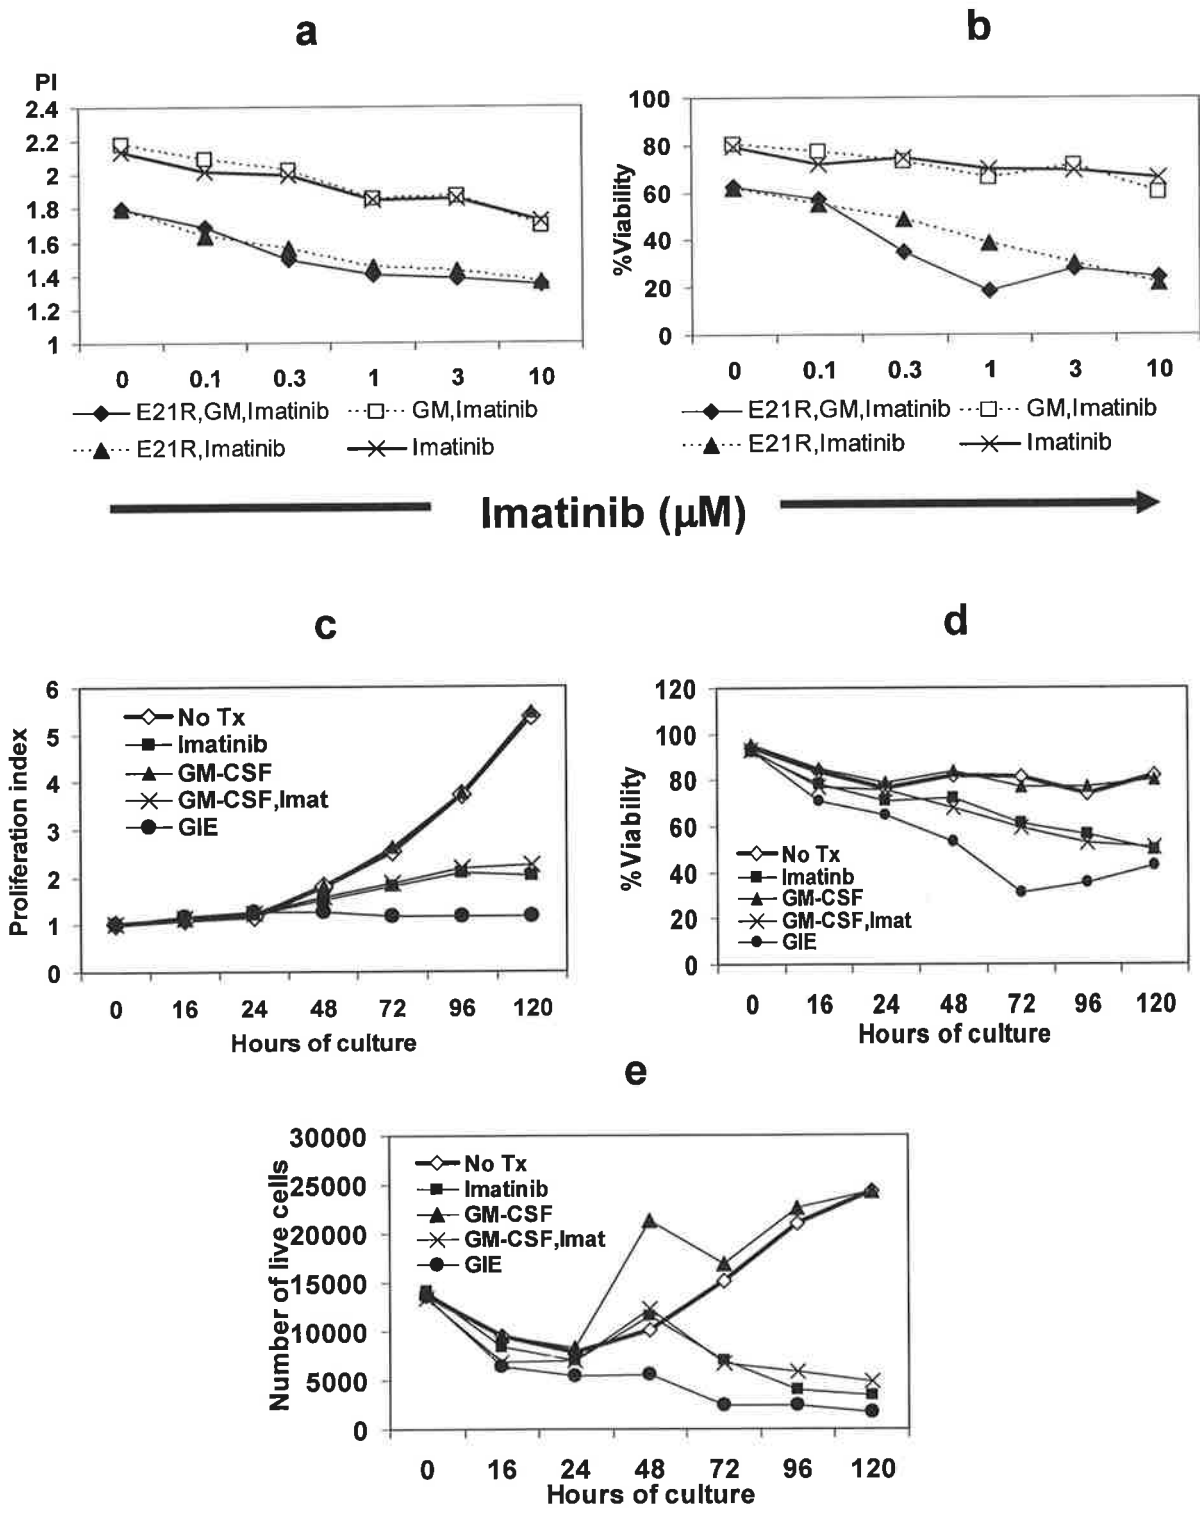 a
b
PI
2.4
2.2
2
1.8
1.6
1.4
1.2
1
0 0.1 0.3 1 3 10
E21R,GM,Imatinib GM,Imatinib
E21R,Imatinib Imatinib
%Viability
100
80
60
40
20
0
0 0.1 0.3 1 3 10
E21R,GM,Imatinib GM,Imatinib
E21R,Imatinib Imatinib
Imatinib (μM)
c
d
Proliferation index
6
5
4
3
2
1
0
No Tx
Imatinib
GM-CSF
GM-CSF,Imat
GIE
0 16 24 48 72 96 120
Hours of culture
%Viability
120
100
80
60
40
20
0
No Tx
Imatinb
GM-CSF
GM-CSF,Imat
GIE
0 16 24 48 72 96 120
Hours of culture
e
Number of live cells
30000
25000
20000
15000
10000
5000
0
No Tx
Imatinib
GM-CSF
GM-CSF,Imat
GIE
0 16 24 48 72 96 120
Hours of culture